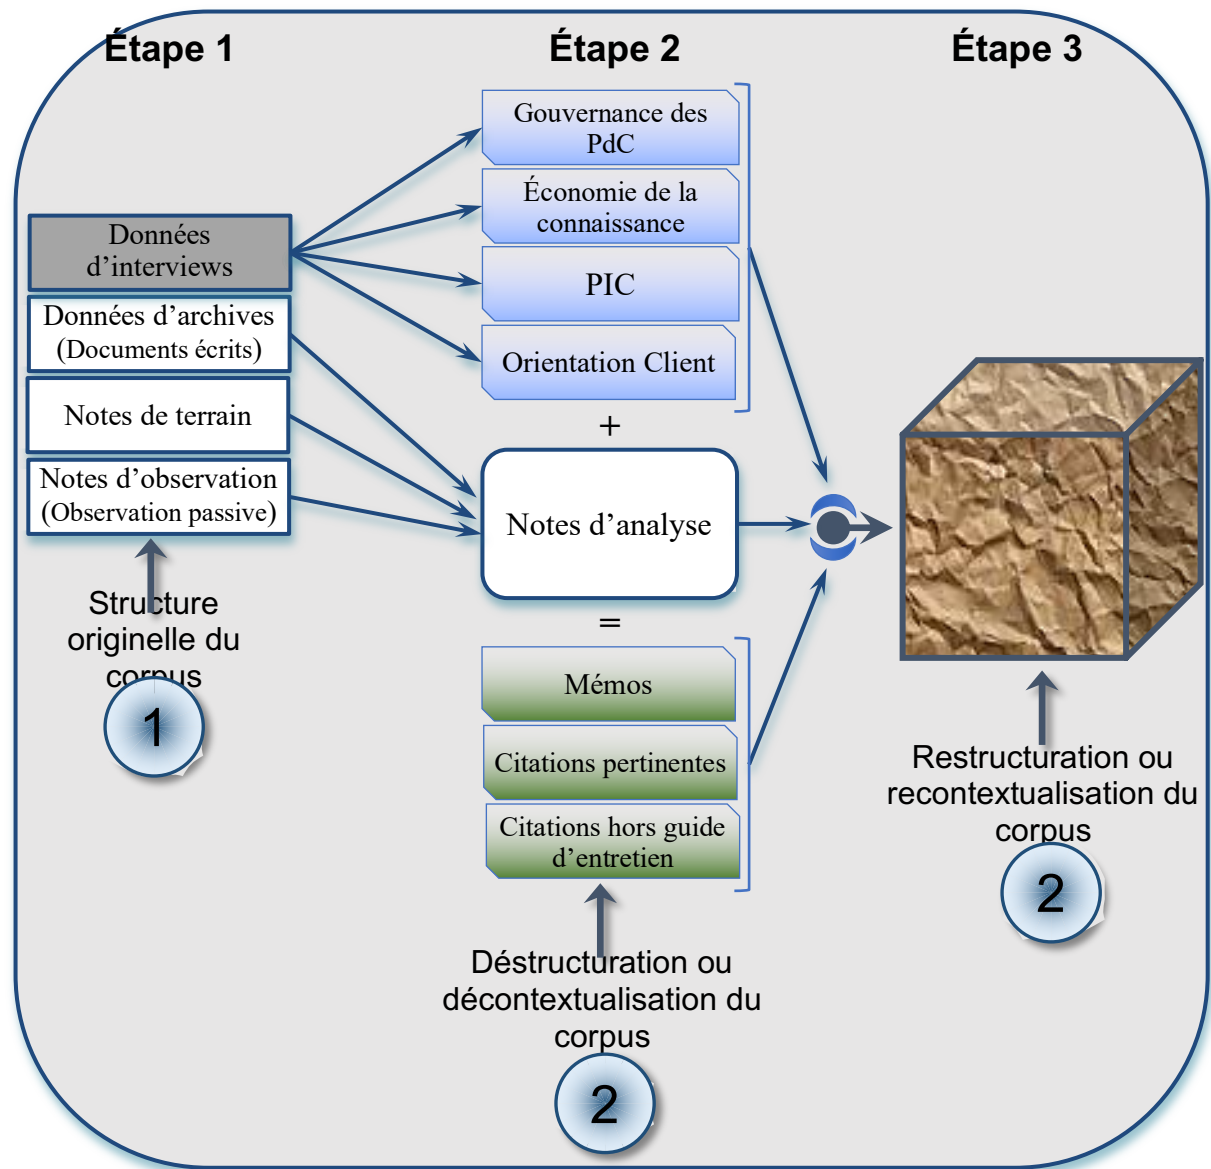 Étape 1
Étape 2
Étape 3
Données
d’interviews
Données d’archives
(Documents écrits)
Notes de terrain
Notes d’observation
(Observation passive)
Structure
originelle du
corpus
1
Gouvernance des
PdC
Économie de la
connaissance
PIC
Orientation Client
+
Notes d’analyse
=
Mémos
Citations pertinentes
Citations hors guide
d’entretien
Déstructuration ou
décontextualisation du
corpus
2
Restructuration ou
recontextualisation du
corpus
2